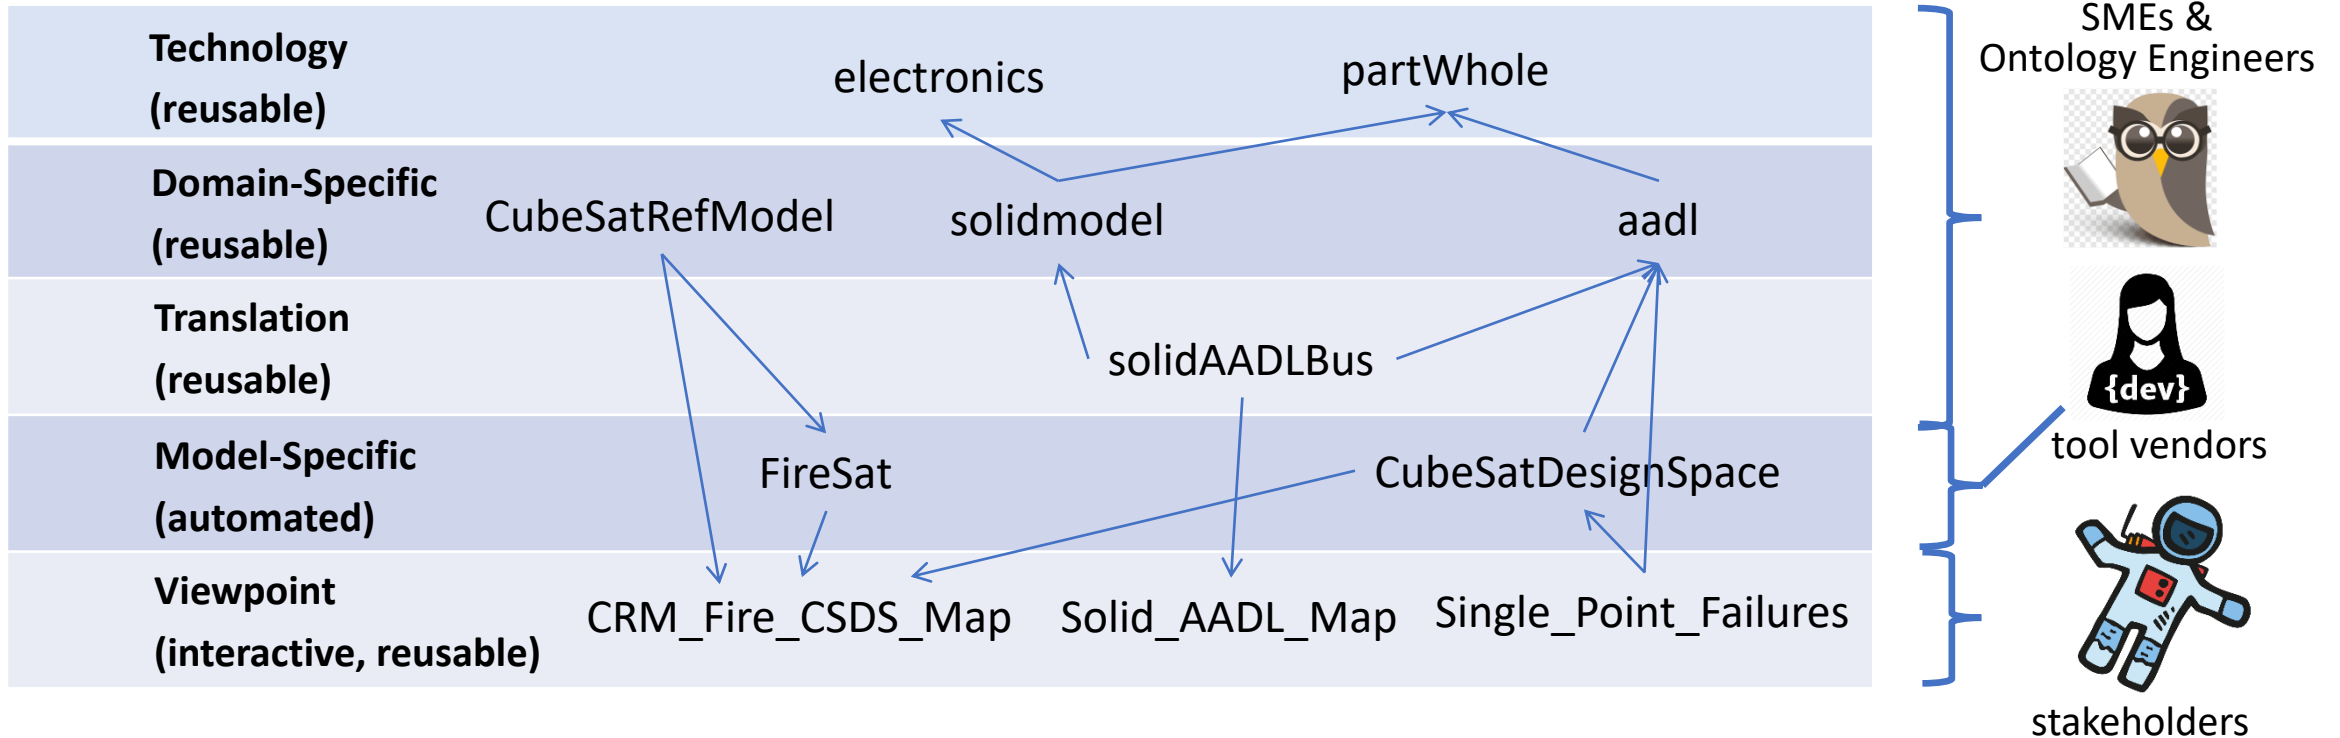 Technology
(reusable)
electronics
partWhole
Domain-Specific
(reusable)
CubeSatRefModel
solidmodel
aadl
Translation
(reusable)
solidAADLBus
Model-Specific
(automated)
FireSat
CubeSatDesignSpace
Viewpoint
(interactive, reusable)
CRM_Fire_CSDS_Map
Solid_AADL_Map
Single_Point_Failures
SMEs &
Ontology Engineers
{dev}
tool vendors
stakeholders